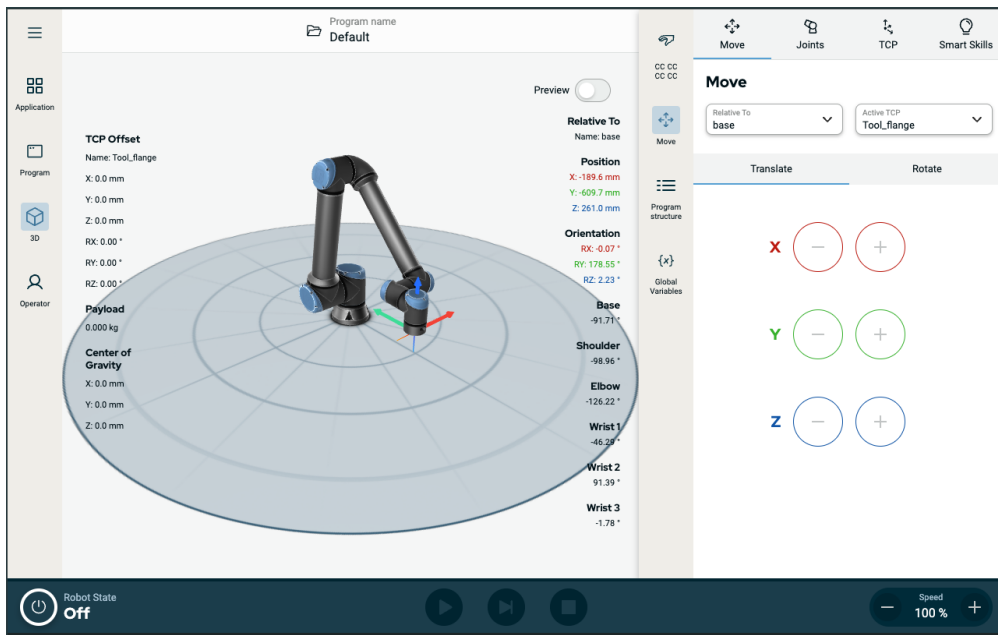 Program name
Default
Application
Program
3D
Operator
Preview
TCP Offset
Name: Tool_flange
X: 0.0 mm
Y: 0.0 mm
Z: 0.0 mm
RX: 0.00 °
RY: 0.00 °
RZ: 0.00 °
Payload
0.000 kg
Center of
Gravity
X: 0.0 mm
Y: 0.0 mm
Z: 0.0 mm
Relative To
Name: base
Position
X: -189.6 mm
Y: -609.7 mm
Z: 261.0 mm
Orientation
RX: -0.07 °
RY: 178.55 °
RZ: 2.23 °
Base
-91.71 °
Shoulder
-98.96 °
Elbow
-126.22 °
Wrist 1
-46.28 °
Wrist 2
91.39 °
Wrist 3
-1.78 °
CC CC
CC CC
Move
Program
structure
{x}
Global
Variables
Move
Joints
TCP
Smart Skills
Move
Relative To
base
Active TCP
Tool_flange
Translate
Rotate
X − +
Y − +
Z − +
Robot State
Off
Speed
− 100 % +